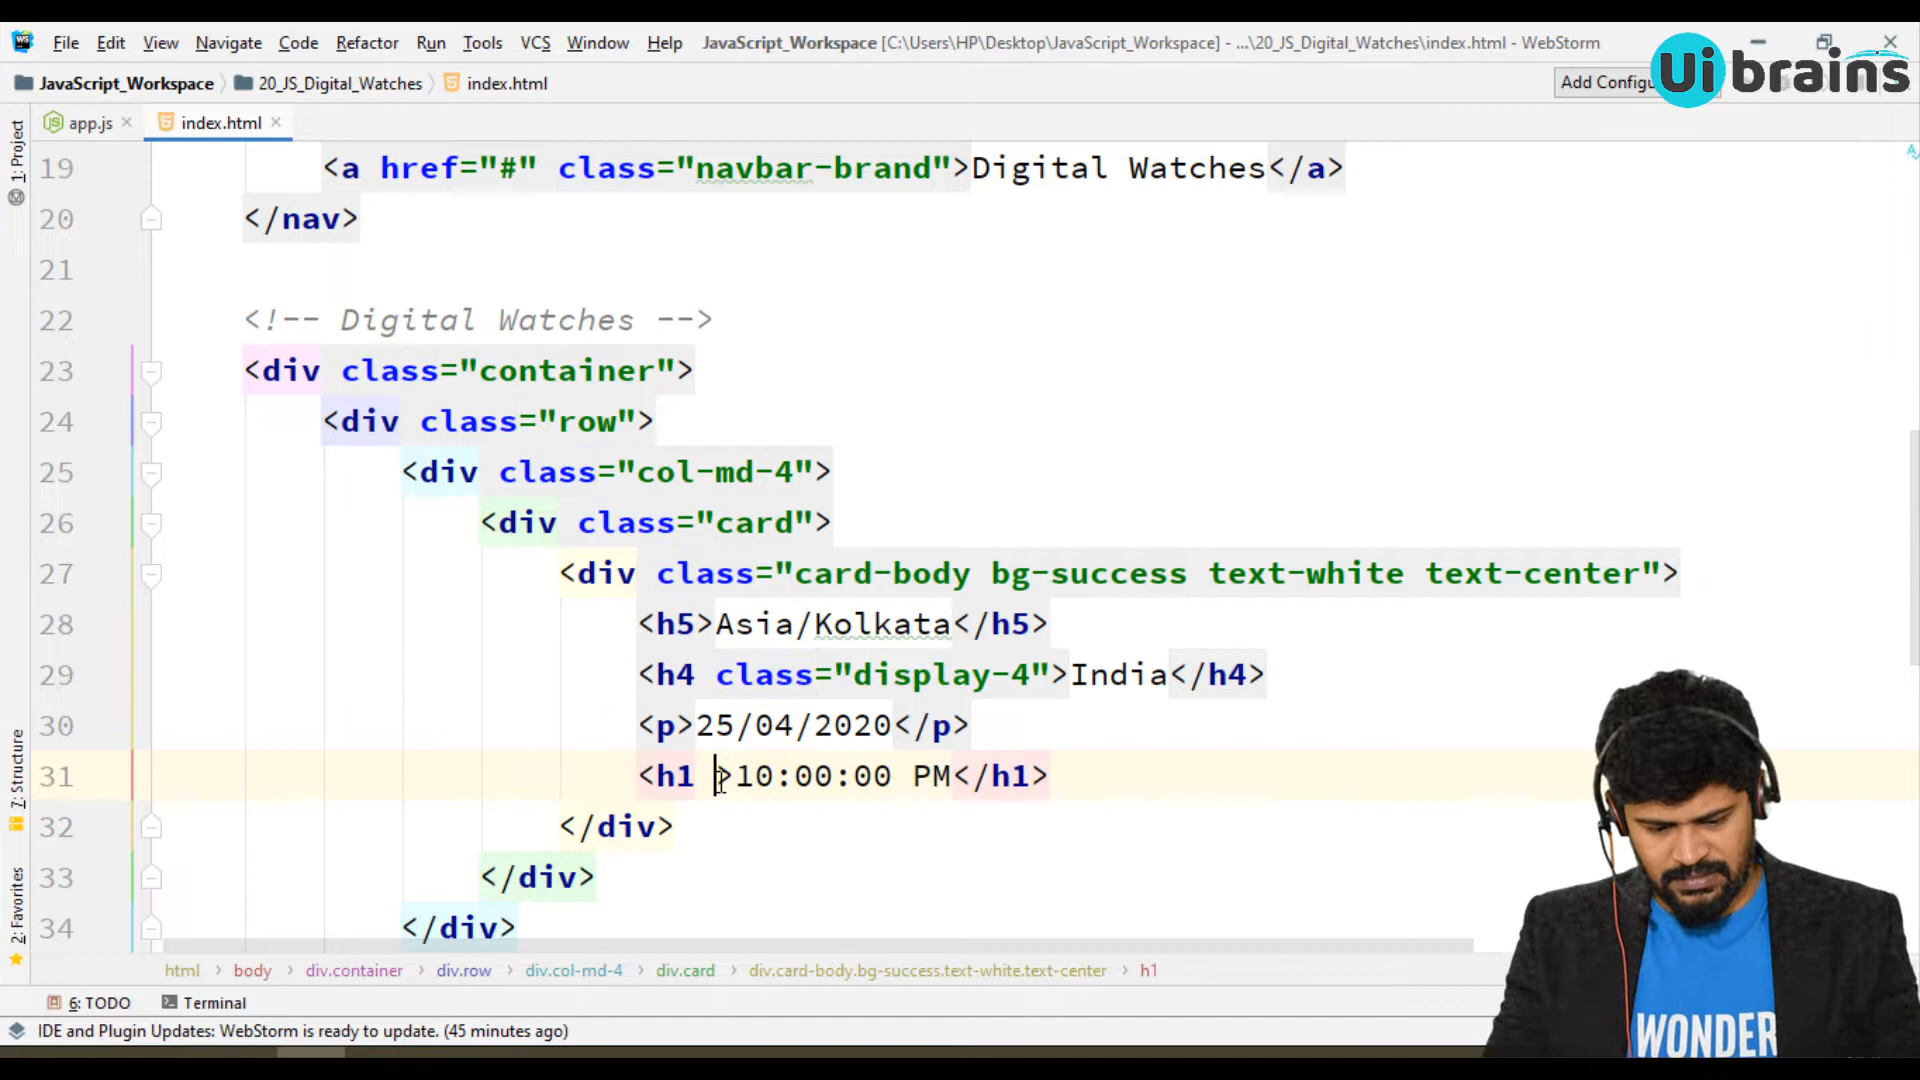 File Edit View Navigate Code Refactor Run Tools VCS Window Help JavaScript_Workspace [C:\Users\HP\Desktop\JavaScript_Workspace] - ...\20_JS_Digital_Watches\index.html - WebStorm
JavaScript_Workspace 20_JS_Digital_Watches index.html Add Configu
Ui brains
app.js index.html
1: Project
7: Structure
2: Favorites
19 <a href="#" class="navbar-brand">Digital Watches</a>
20 </nav>
21
22 <!-- Digital Watches -->
23 <div class="container">
24 <div class="row">
25 <div class="col-md-4">
26 <div class="card">
27 <div class="card-body bg-success text-white text-center">
28 <h5>Asia/Kolkata</h5>
29 <h4 class="display-4">India</h4>
30 <p>25/04/2020</p>
31 <h1 >10:00:00 PM</h1>
32 </div>
33 </div>
34 </div>
html body div.container div.row div.col-md-4 div.card div.card-body.bg-success.text-white.text-center h1
6: TODO Terminal
IDE and Plugin Updates: WebStorm is ready to update. (45 minutes ago)
WONDER